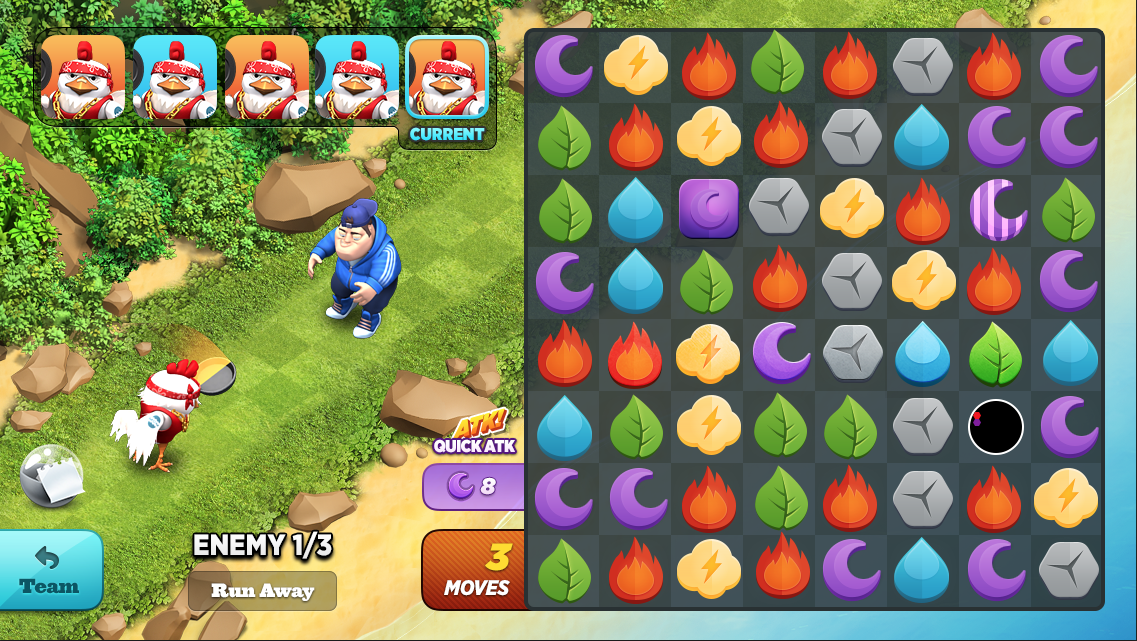 CURRENT
ATK!
QUICK ATK
8
3
MOVES
ENEMY 1/3
Run Away
Team